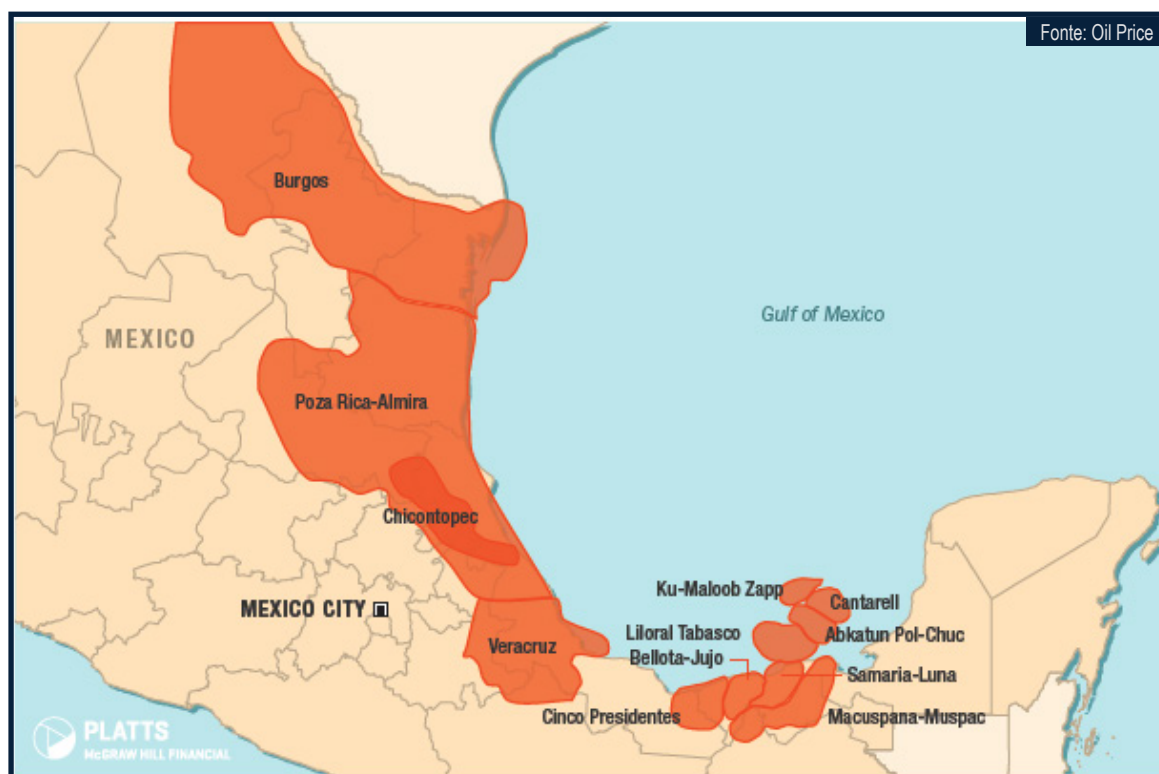 Fonte: Oil Price
Burgos
Gulf of Mexico
MEXICO
Poza Rica-Almira
Chicontopec
Ku-Maloob Zapp
Cantarell
MEXICO CITY
Liloral Tabasco
Abkatun Pol-Chuc
Veracruz
Bellota-Jujo
Samaria-Luna
Cinco Presidentes
Macuspana-Muspac
PLATTS
McGRAW HILL FINANCIAL